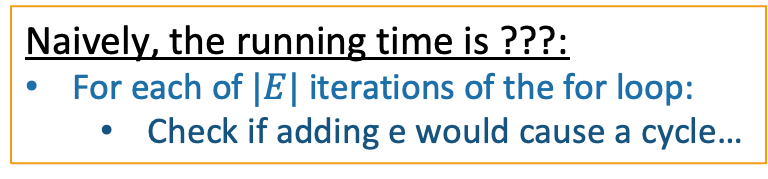 Naively, the running time is ???:
• For each of |E| iterations of the for loop:
• Check if adding e would cause a cycle...